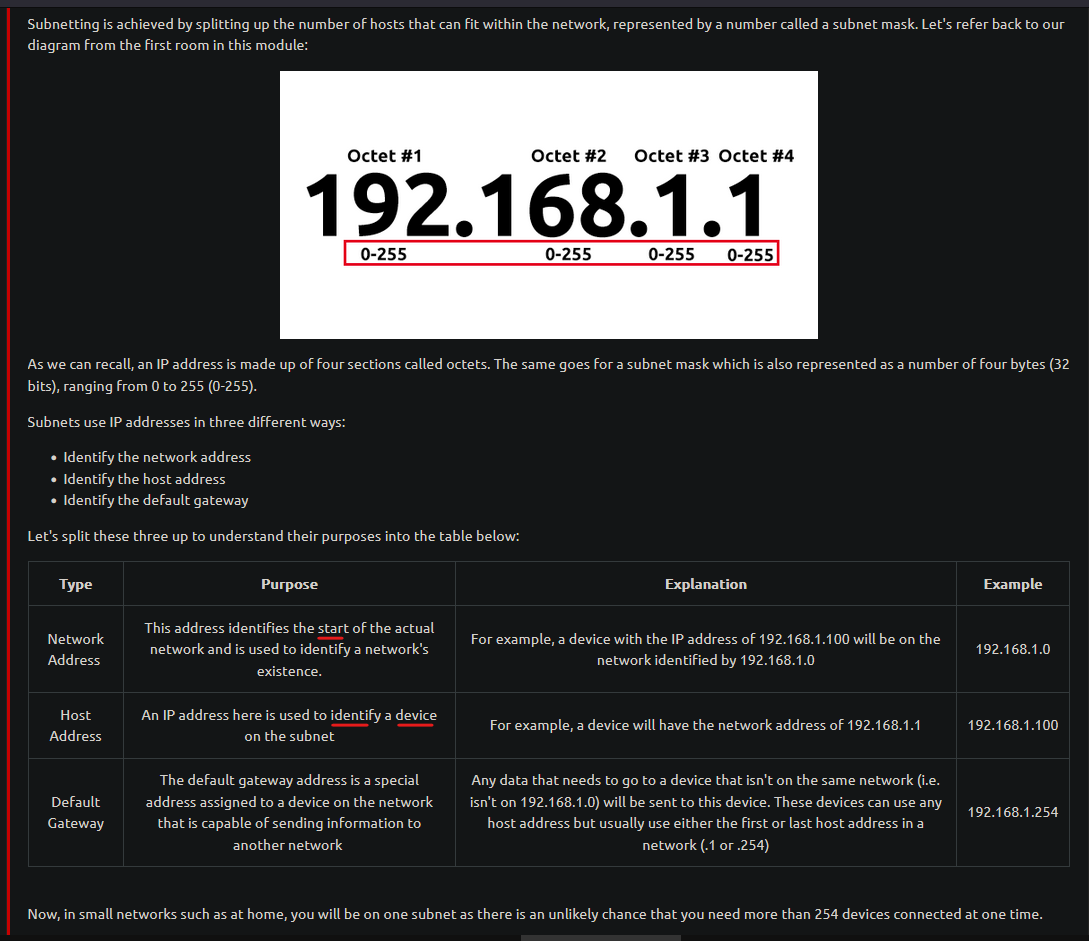 Subnetting is achieved by splitting up the number of hosts that can fit within the network, represented by a number called a subnet mask. Let's refer back to our
diagram from the first room in this module:
Octet #1 Octet #2 Octet #3 Octet #4
192.168.1.1
0-255 0-255 0-255 0-255
As we can recall, an IP address is made up of four sections called octets. The same goes for a subnet mask which is also represented as a number of four bytes (32
bits), ranging from 0 to 255 (0-255).
Subnets use IP addresses in three different ways:
• Identify the network address
• Identify the host address
• Identify the default gateway
Let's split these three up to understand their purposes into the table below:
Type Purpose Explanation Example
Network
Address
This address identifies the start of the actual
network and is used to identify a network's
existence.
For example, a device with the IP address of 192.168.1.100 will be on the
network identified by 192.168.1.0
192.168.1.0
Host
Address
An IP address here is used to identify a device
on the subnet
For example, a device will have the network address of 192.168.1.1
192.168.1.100
Default
Gateway
The default gateway address is a special
address assigned to a device on the network
that is capable of sending information to
another network
Any data that needs to go to a device that isn't on the same network (i.e.
isn't on 192.168.1.0) will be sent to this device. These devices can use any
host address but usually use either the first or last host address in a
network (.1 or .254)
192.168.1.254
Now, in small networks such as at home, you will be on one subnet as there is an unlikely chance that you need more than 254 devices connected at one time.